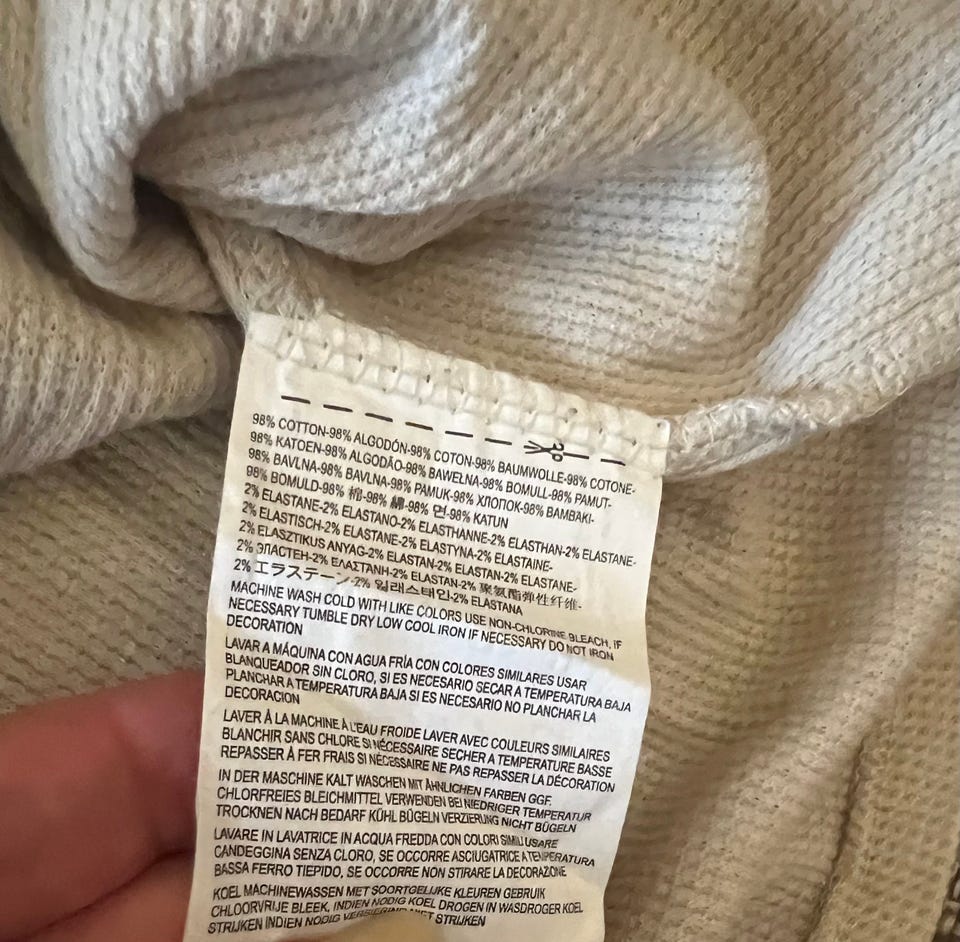 98% COTTON-98% ALGODÓN-98% COTON-98% BAUMWOLLE-98% COTONE-
98% KATOEN-98% ALGODÃO-98% BAWEŁNA-98% BOMULL-98% PAMUT-
98% BAVLNA-98% BAVLNA-98% PAMUK-98% ХЛОПОК-98% BAMBAKI-
98% BOMULD-98% 棉-98% 綿-98% 면-98% KATUN
2% ELASTANE-2% ELASTANO-2% ELASTHANNE-2% ELASTHAN-2% ELASTANE-
2% ELASTISCH-2% ELASTANE-2% ELASTYNA-2% ELASTAINE-
2% ELASZTIKUS ANYAG-2% ELASTAN-2% ELASTAN-2% ELASTANE-
2% ЭЛАСТЕН-2% ΕΛΑΣΤΑΝΗ-2% ELASTAN-2% 聚氨酯弹性纤维-
2% エラステーン-2% 일래스테인-2% ELASTANA
MACHINE WASH COLD WITH LIKE COLORS USE NON-CHLORINE BLEACH, IF
NECESSARY TUMBLE DRY LOW COOL IRON IF NECESSARY DO NOT IRON
DECORATION
LAVAR A MÁQUINA CON AGUA FRÍA CON COLORES SIMILARES USAR
BLANQUEADOR SIN CLORO, SI ES NECESARIO SECAR A TEMPERATURA BAJA
PLANCHAR A TEMPERATURA BAJA SI ES NECESARIO NO PLANCHAR LA
DECORACION
LAVER À LA MACHINE À L'EAU FROIDE LAVER AVEC COULEURS SIMILAIRES
BLANCHIR SANS CHLORE SI NÉCESSAIRE SECHER A TEMPERATURE BASSE
REPASSER À FER FRAIS SI NÉCESSAIRE NE PAS REPASSER LA DÉCORATION
IN DER MASCHINE KALT WASCHEN MIT ÄHNLICHEN FARBEN GGF.
CHLORFREIES BLEICHMITTEL VERWENDEN BEI NIEDRIGER TEMPERATUR
TROCKNEN NACH BEDARF KÜHL BÜGELN VERZIERUNG NICHT BÜGELN
LAVARE IN LAVATRICE IN ACQUA FREDDA CON COLORI SIMILI USARE
CANDEGGINA SENZA CLORO, SE OCCORRE ASCIUGATRICE A TEMPERATURA
BASSA FERRO TIEPIDO, SE OCCORRE NON STIRARE LA DECORAZIONE
KOEL MACHINEWASSEN MET SOORTGELIJKE KLEUREN GEBRUIK
CHLOORVRIJE BLEEK, INDIEN NODIG KOEL DROGEN IN WASDROGER KOEL
STRIJKEN INDIEN NODIG STRIJKEN